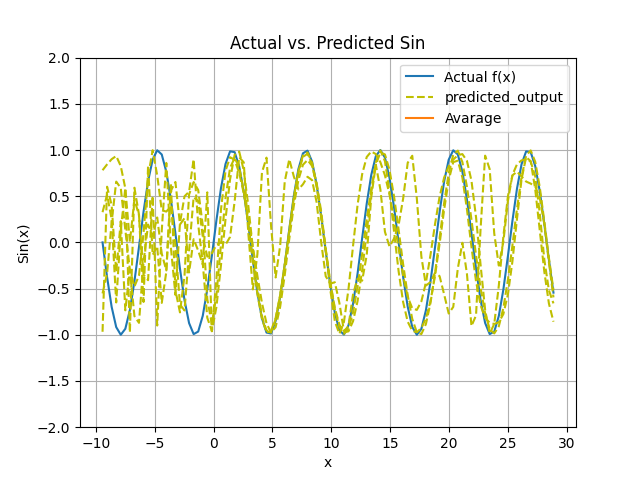 Actual vs. Predicted Sin
Actual f(x)
predicted_output
Avarage
2.0
1.5
1.0
0.5
0.0
−0.5
−1.0
−1.5
−2.0
Sin(x)
−10 −5 0 5 10 15 20 25 30
x